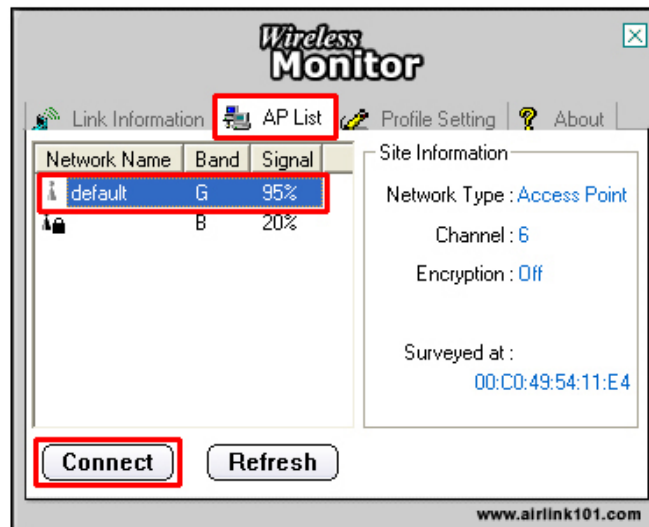 Wireless
Monitor
Link Information AP List Profile Setting ? About
Network Name Band Signal
default G 95%
B 20%
Site Information
Network Type : Access Point
Channel : 6
Encryption : Off
Surveyed at :
00:C0:49:54:11:E4
Connect Refresh
www.airlink101.com